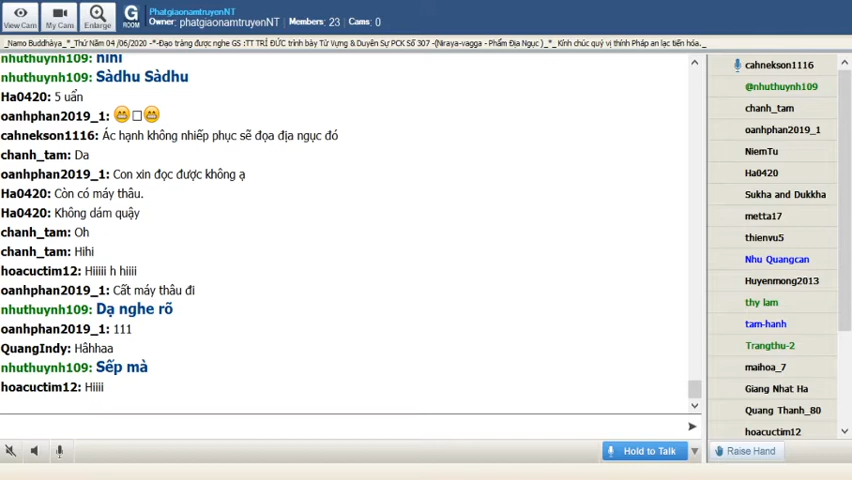 View Cam
My Cam
Enlarge
G
ROOM
PhatgiaonamtruyenNT
Owner: phatgiaonamtruyenNT | Members: 23 | Cams: 0
_Namo Buddhàya_*_Thứ Năm 04 /06/2020 -*-Đạo tràng được nghe GS :TT TRÍ ĐỨC trình bày Tứ Vựng & Duyên Sự PCK Số 307 -(Niraya-vagga - Phẩm Địa Ngục )_*_Kính chúc quý vị thính Pháp an lạc tiến hóa._
nhuthuynh109: hihi
nhuthuynh109: Sàdhu Sàdhu
Ha0420: 5 uẩn
oanhphan2019_1: 😁□😁
cahnekson1116: Ác hạnh không nhiếp phục sẽ đọa địa ngục đó
chanh_tam: Da
oanhphan2019_1: Con xin đọc được không ạ
Ha0420: Còn có máy thâu.
Ha0420: Không dám quậy
chanh_tam: Oh
chanh_tam: Hihi
hoacuctim12: Hiiiii h hiiii
oanhphan2019_1: Cất máy thâu đi
nhuthuynh109: Dạ nghe rõ
oanhphan2019_1: 111
QuangIndy: Hâhhaa
nhuthuynh109: Sếp mà
hoacuctim12: Hiiii
Hold to Talk
cahnekson1116
@nhuthuynh109
chanh_tam
oanhphan2019_1
NiemTu
Ha0420
Sukha and Dukkha
metta17
thienvu5
Nhu Quangcan
Huyenmong2013
thy lam
tam-hanh
Trangthu-2
maihoa_7
Giang Nhat Ha
Quang Thanh_80
hoacuctim12
Raise Hand